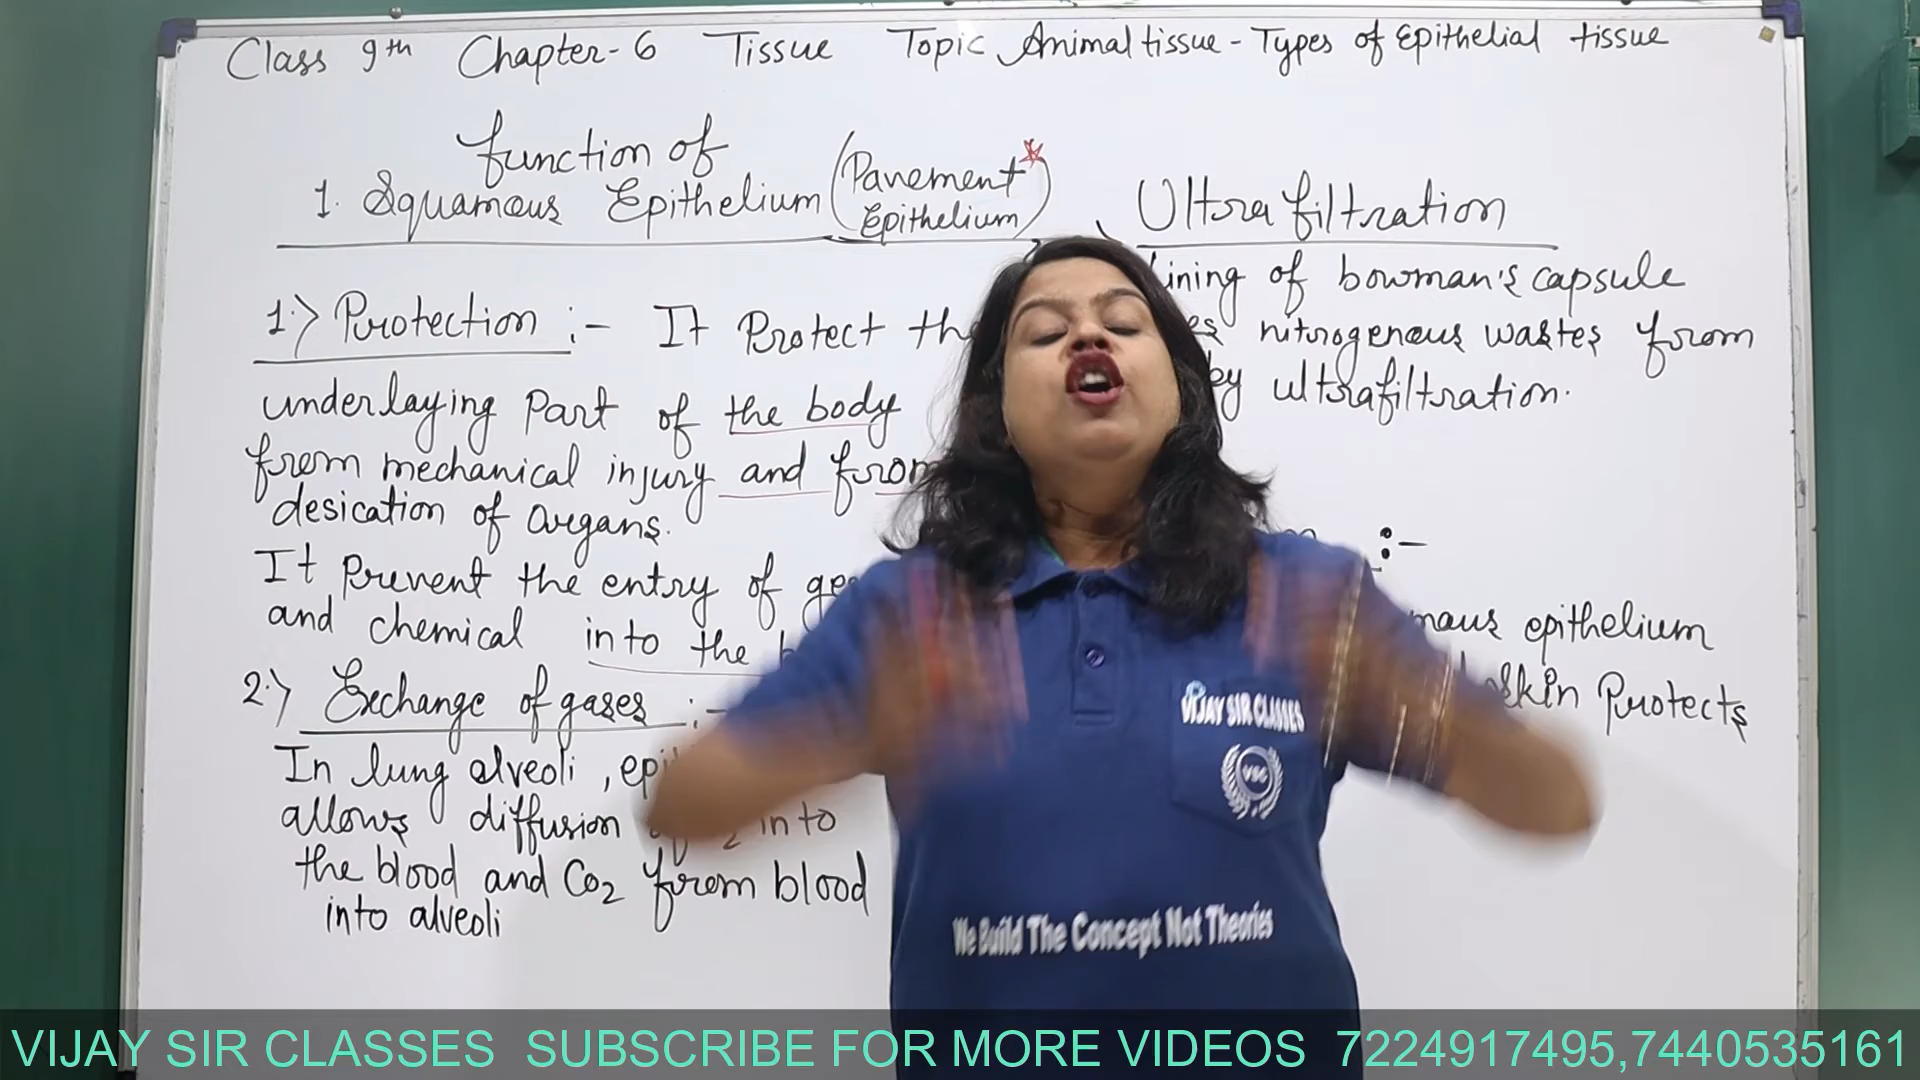 Class 9th Chapter-6 Tissue Topic Animal tissue - Types of Epithelial tissue
function of
1. Squamous Epithelium (Pavement Epithelium)
1.> Protection :- It Protect the
underlaying Part of the body
from mechanical injury and from
desication of organs.
It Prevent the entry of
and chemical into the
2.> Exchange of gases :-
In lung alveoli ,
allows diffusion into
the blood and Co2 from blood
into alveoli
Ultra filtration
lining of bowman's capsule
nitrogenous wastes from
by ultrafiltration.
:-
epithelium
skin Protects
VIJAY SIR CLASSES
VSC
We Build The Concept Not Theories
VIJAY SIR CLASSES SUBSCRIBE FOR MORE VIDEOS 7224917495,7440535161